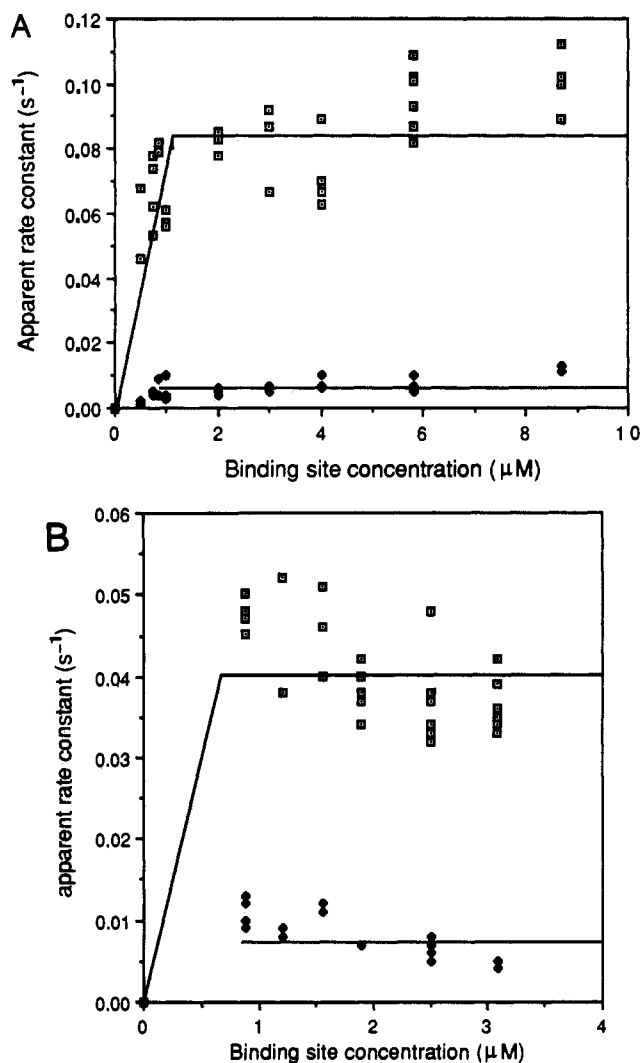 A
Apparent rate constant (s⁻¹)
0.12
0.10
0.08
0.06
0.04
0.02
0.00
0 2 4 6 8 10
Binding site concentration (μM)
B
apparent rate constant (s⁻¹)
0.06
0.05
0.04
0.03
0.02
0.01
0.00
0 1 2 3 4
Binding site concentration (μM)